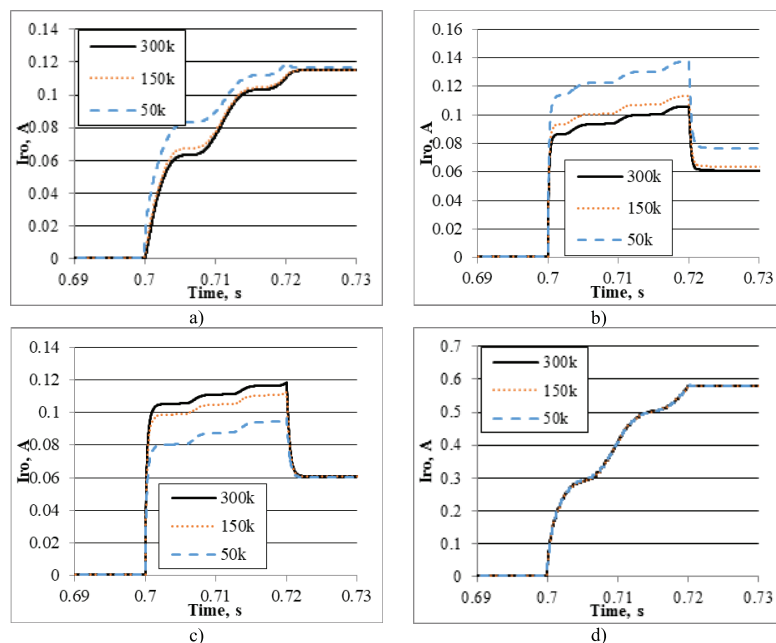 0.14
0.12
0.1
0.08
0.06
0.04
0.02
0
Iro, A
300k
150k
50k
0.69 0.7 0.71 0.72 0.73
Time, s
a)
0.16
0.14
0.12
0.1
0.08
0.06
0.04
0.02
0
Iro, A
300k
150k
50k
0.69 0.7 0.71 0.72 0.73
Time, s
b)
0.14
0.12
0.1
0.08
0.06
0.04
0.02
0
Iro, A
300k
150k
50k
0.69 0.7 0.71 0.72 0.73
Time, s
c)
0.7
0.6
0.5
0.4
0.3
0.2
0.1
0
Iro, A
300k
150k
50k
0.69 0.7 0.71 0.72 0.73
Time, s
d)